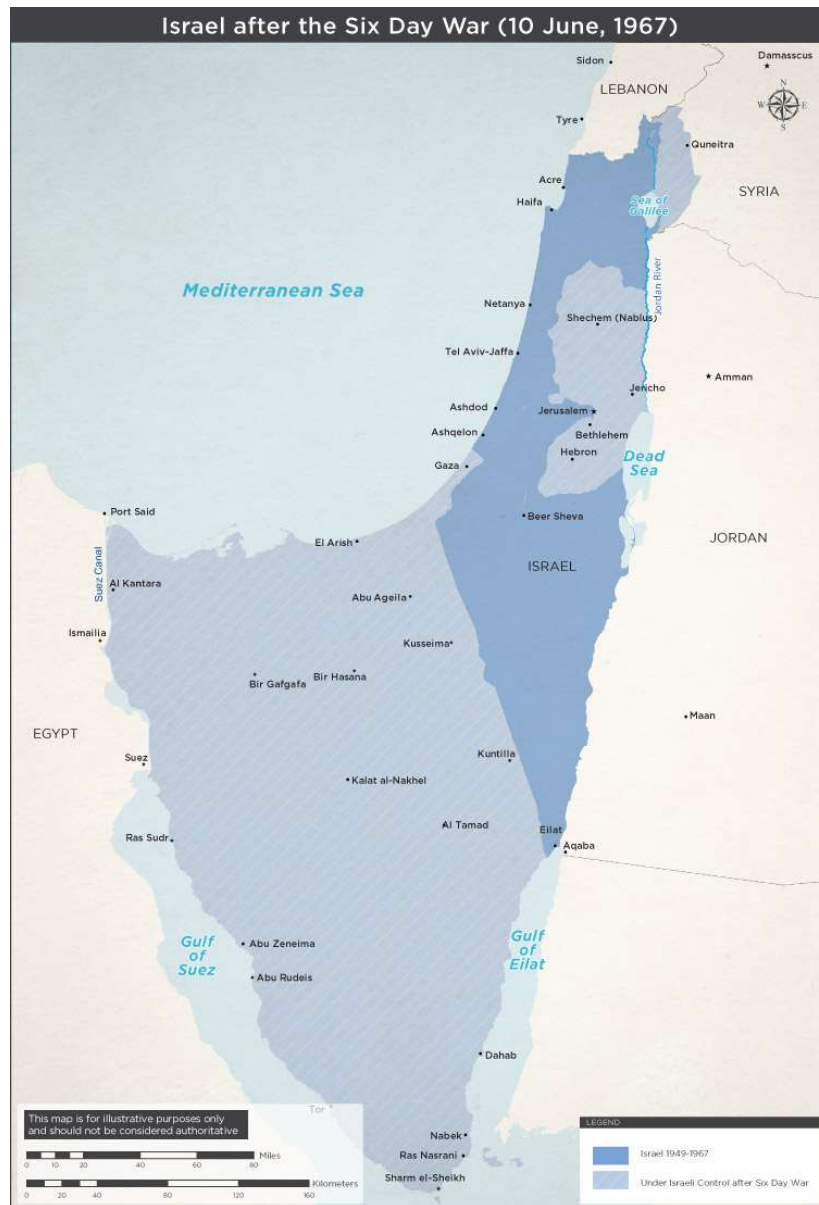 Israel after the Six Day War (10 June, 1967)
Sidon
Damasscus
LEBANON
N
W E
S
Tyre
Quneitra
Acre
SYRIA
Haifa
Sea of
Galilee
Jordan River
Mediterranean Sea
Netanya
Shechem (Nablus)
Tel Aviv-Jaffa
Amman
Jericho
Ashdod
Jerusalem
Ashqelon
Bethlehem
Hebron
Dead
Sea
Gaza
Port Said
Beer Sheva
El Arish
JORDAN
ISRAEL
Suez Canal
Al Kantara
Abu Ageila
Ismailia
Kusseima
Bir Gafgafa
Bir Hasana
Maan
EGYPT
Suez
Kuntilla
Kalat al-Nakhel
Al Tamad
Ras Sudr
Eilat
Aqaba
Gulf
of
Suez
Abu Zeneima
Gulf
of
Eilat
Abu Rudeis
Dahab
Tor
This map is for illustrative purposes only
and should not be considered authoritative
Nabek
Ras Nasrani
Sharm el-Sheikh
0 10 20 40 60 80
Miles
0 20 40 80 120 160
Kilometers
40
LEGEND
Israel 1949-1967
Under Israeli Control after Six Day War